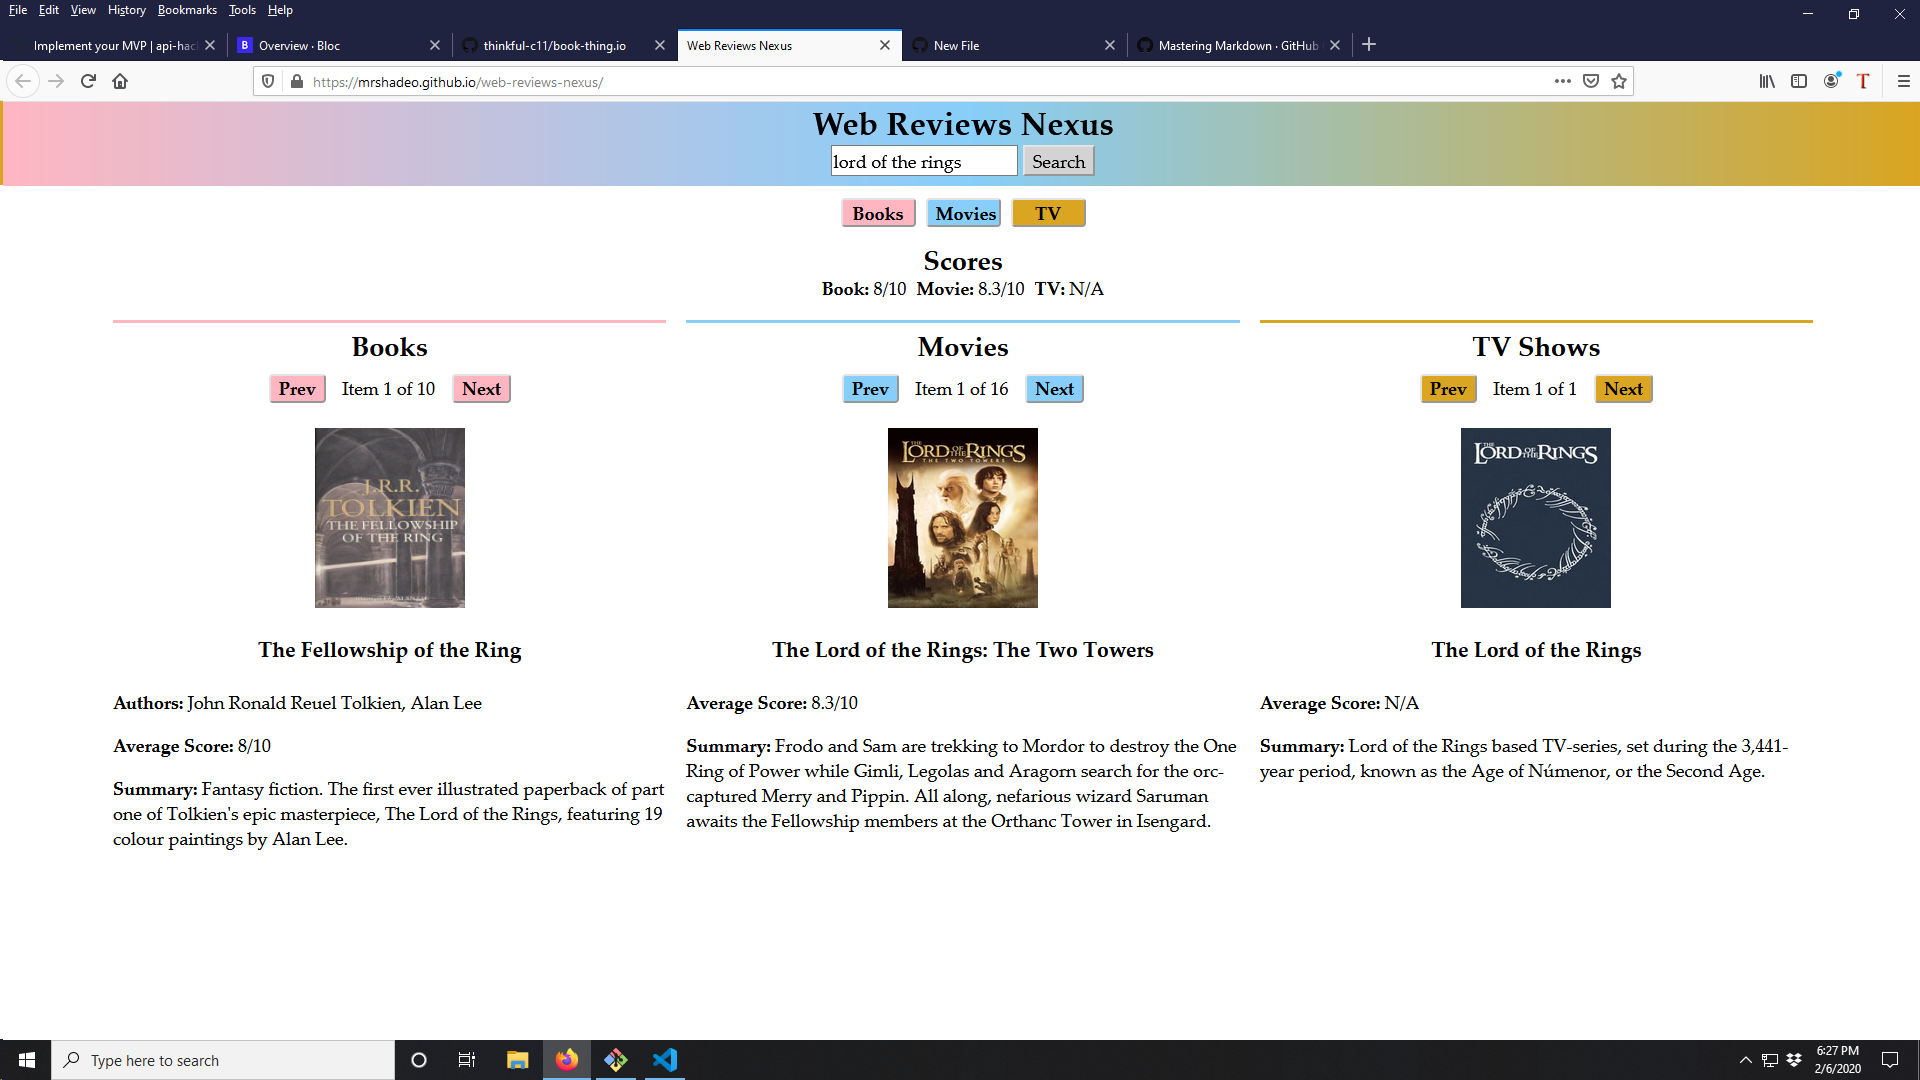 File Edit View History Bookmarks Tools Help
Implement your MVP | api-hac
Overview · Bloc
thinkful-c11/book-thing.io
Web Reviews Nexus
New File
Mastering Markdown · GitHub
https://mrshadeo.github.io/web-reviews-nexus/
T
Web Reviews Nexus
lord of the rings Search
Books Movies TV
Scores
Book: 8/10 Movie: 8.3/10 TV: N/A
Books
Prev Item 1 of 10 Next
J.R.R.
TOLKIEN
THE FELLOWSHIP
OF THE RING
The Fellowship of the Ring
Authors: John Ronald Reuel Tolkien, Alan Lee
Average Score: 8/10
Summary: Fantasy fiction. The first ever illustrated paperback of part
one of Tolkien's epic masterpiece, The Lord of the Rings, featuring 19
colour paintings by Alan Lee.
Movies
Prev Item 1 of 16 Next
THE LORD OF THE RINGS
THE TWO TOWERS
The Lord of the Rings: The Two Towers
Average Score: 8.3/10
Summary: Frodo and Sam are trekking to Mordor to destroy the One
Ring of Power while Gimli, Legolas and Aragorn search for the orc-
captured Merry and Pippin. All along, nefarious wizard Saruman
awaits the Fellowship members at the Orthanc Tower in Isengard.
TV Shows
Prev Item 1 of 1 Next
THE LORD OF THE RINGS
The Lord of the Rings
Average Score: N/A
Summary: Lord of the Rings based TV-series, set during the 3,441-
year period, known as the Age of Númenor, or the Second Age.
Type here to search
6:27 PM
2/6/2020